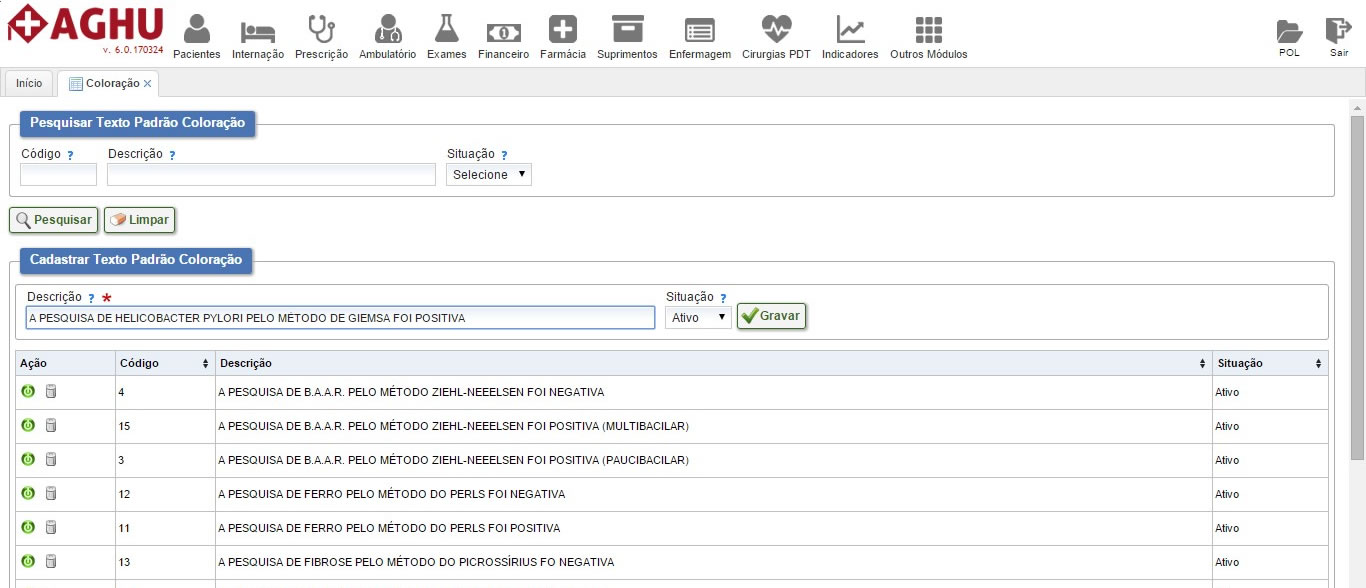 AGHU
v. 6.0.170324
Pacientes Internação Prescrição Ambulatório Exames Financeiro Farmácia Suprimentos Enfermagem Cirurgias PDT Indicadores Outros Módulos POL Sair
Início Coloração ×
Pesquisar Texto Padrão Coloração
Código ? Descrição ? Situação ?
Selecione
Pesquisar Limpar
Cadastrar Texto Padrão Coloração
Descrição ? * Situação ?
A PESQUISA DE HELICOBACTER PYLORI PELO MÉTODO DE GIEMSA FOI POSITIVA Ativo Gravar
Ação Código Descrição Situação
4 A PESQUISA DE B.A.A.R. PELO MÉTODO ZIEHL-NEEELSEN FOI NEGATIVA Ativo
15 A PESQUISA DE B.A.A.R. PELO MÉTODO ZIEHL-NEEELSEN FOI POSITIVA (MULTIBACILAR) Ativo
3 A PESQUISA DE B.A.A.R. PELO MÉTODO ZIEHL-NEEELSEN FOI POSITIVA (PAUCIBACILAR) Ativo
12 A PESQUISA DE FERRO PELO MÉTODO DO PERLS FOI NEGATIVA Ativo
11 A PESQUISA DE FERRO PELO MÉTODO DO PERLS FOI POSITIVA Ativo
13 A PESQUISA DE FIBROSE PELO MÉTODO DO PICROSSÍRIUS FO NEGATIVA Ativo